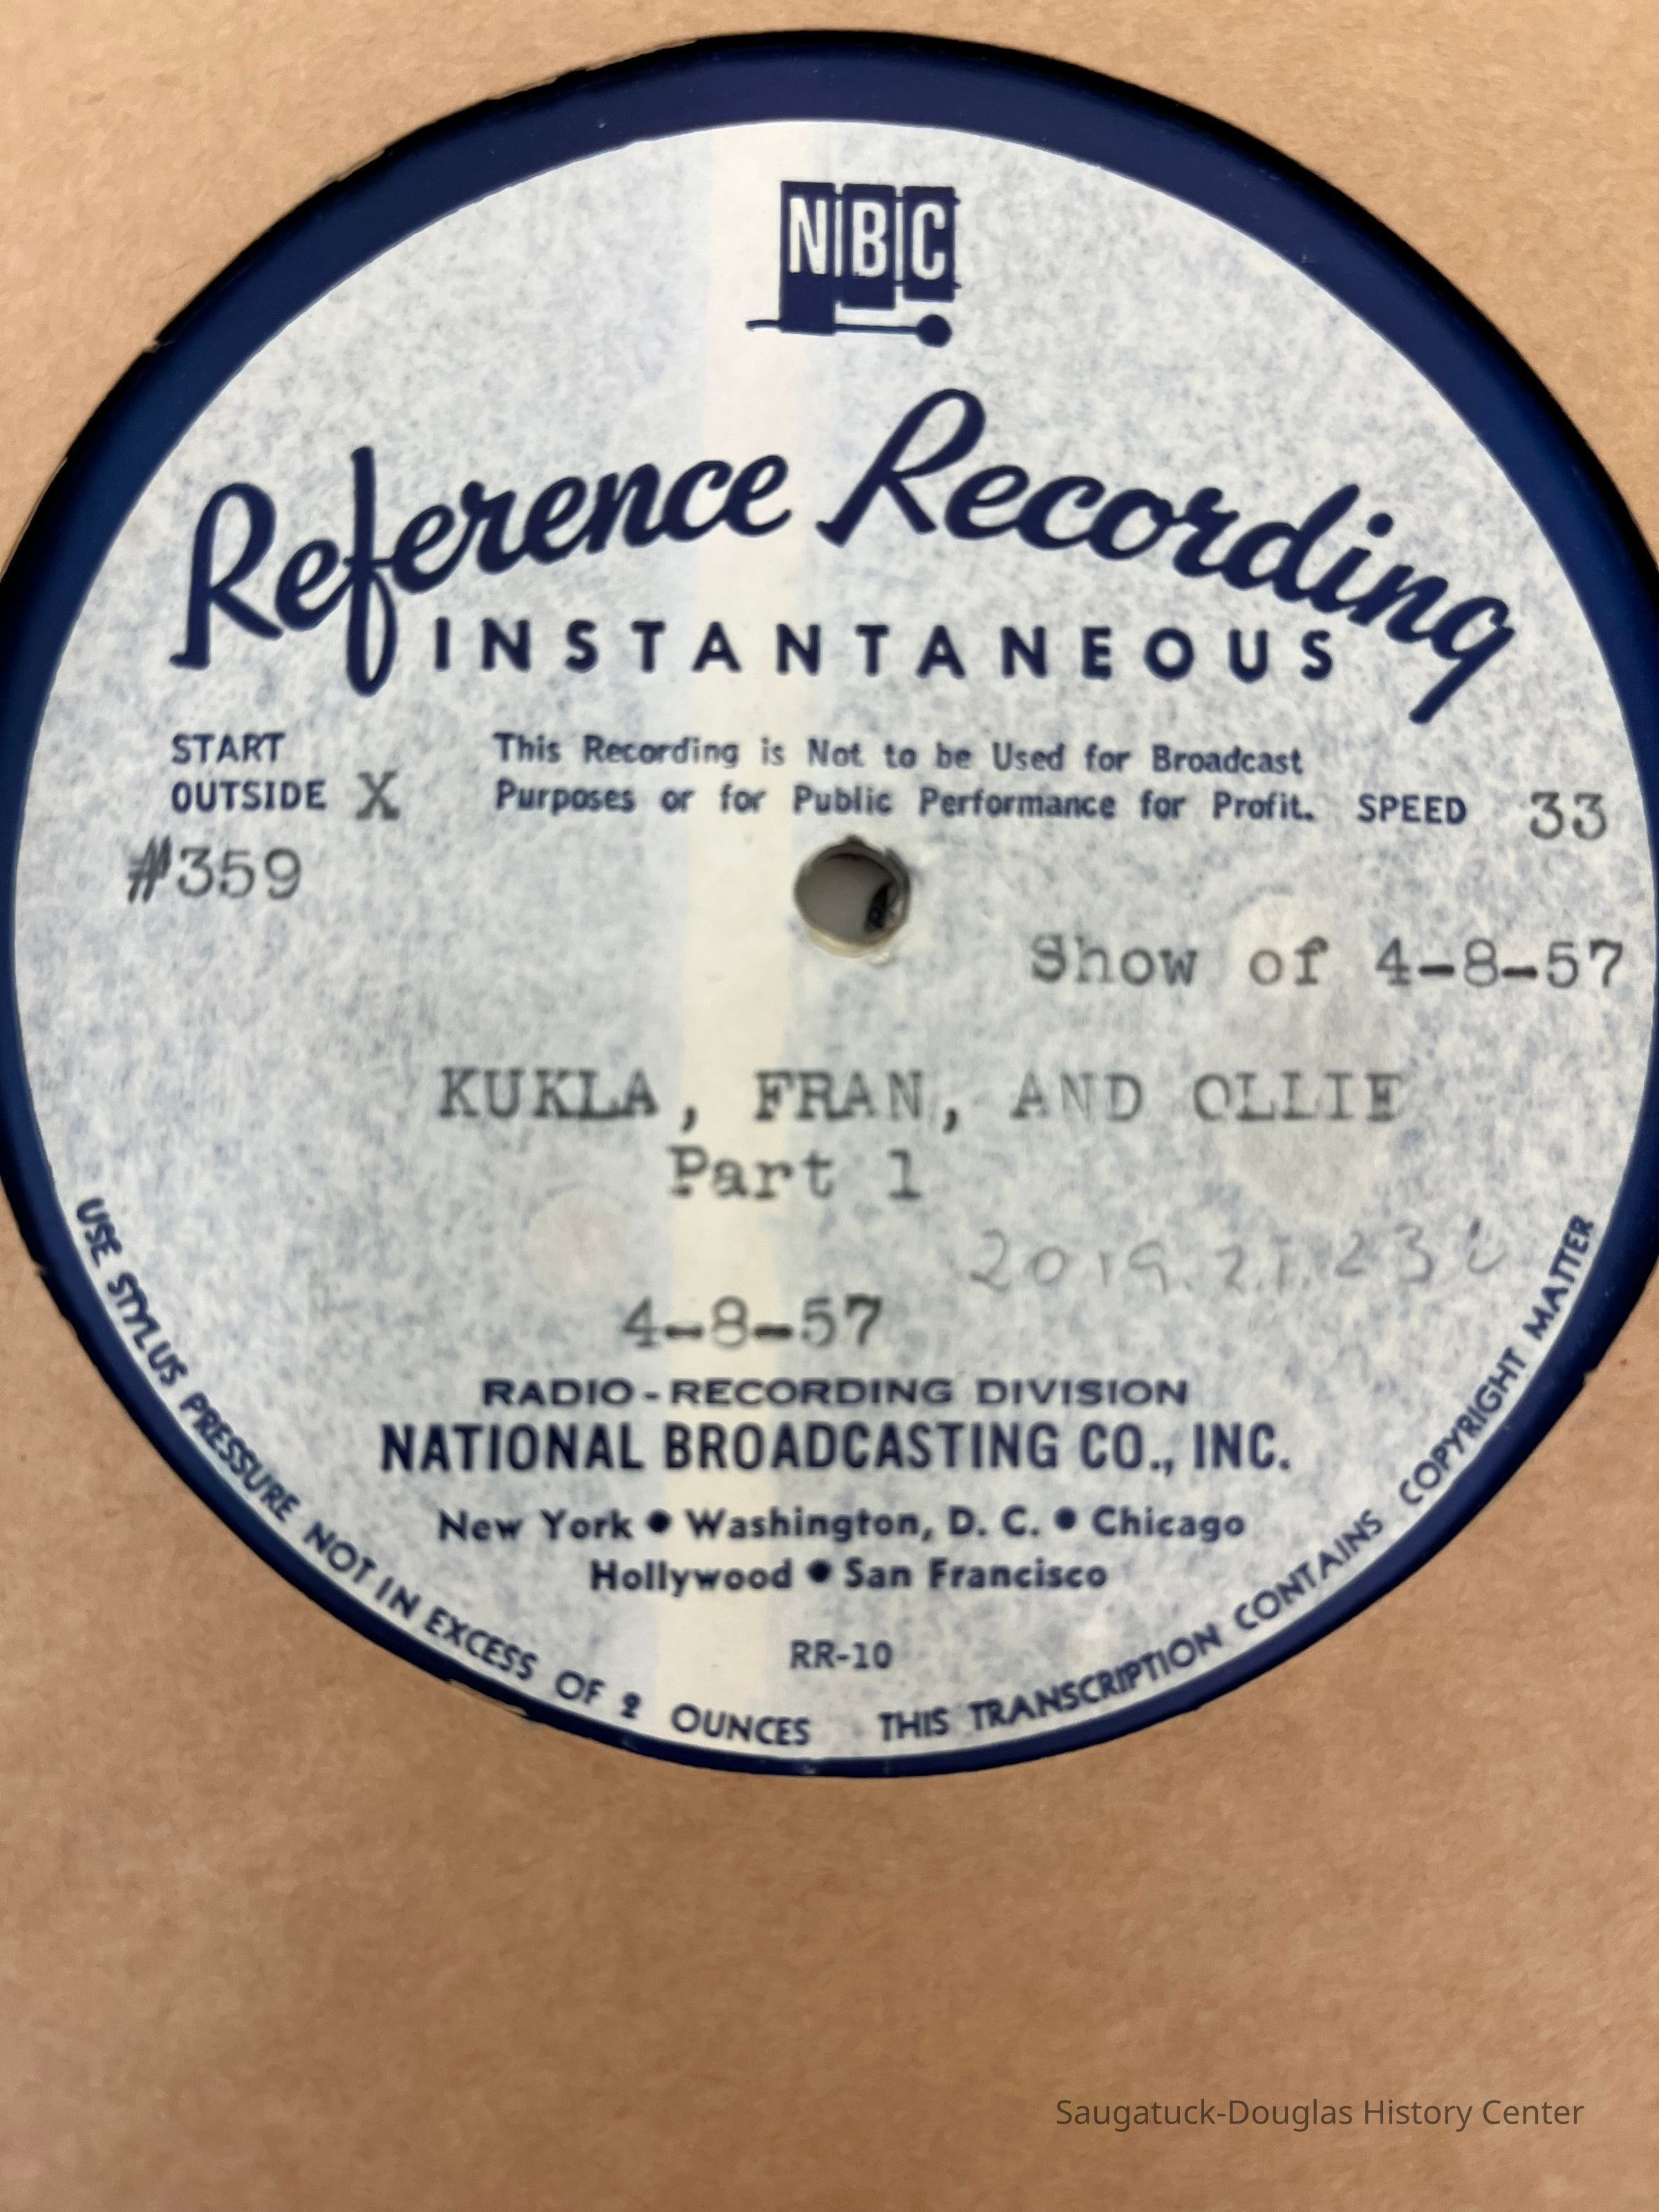 NBC
Reference Recording
INSTANTANEOUS
START
OUTSIDE X
This Recording is Not to be Used for Broadcast
Purposes or for Public Performance for Profit. SPEED 33
#359
Show of 4-8-57
KUKLA, FRAN, AND OLLIE
Part 1
2019.21.23
4-8-57
RADIO-RECORDING DIVISION
NATIONAL BROADCASTING CO., INC.
New York • Washington, D. C. • Chicago
Hollywood • San Francisco
RR-10
USE STYLUS PRESSURE NOT IN EXCESS OF 2 OUNCES
THIS TRANSCRIPTION CONTAINS COPYRIGHT MATTER
Saugatuck-Douglas History Center